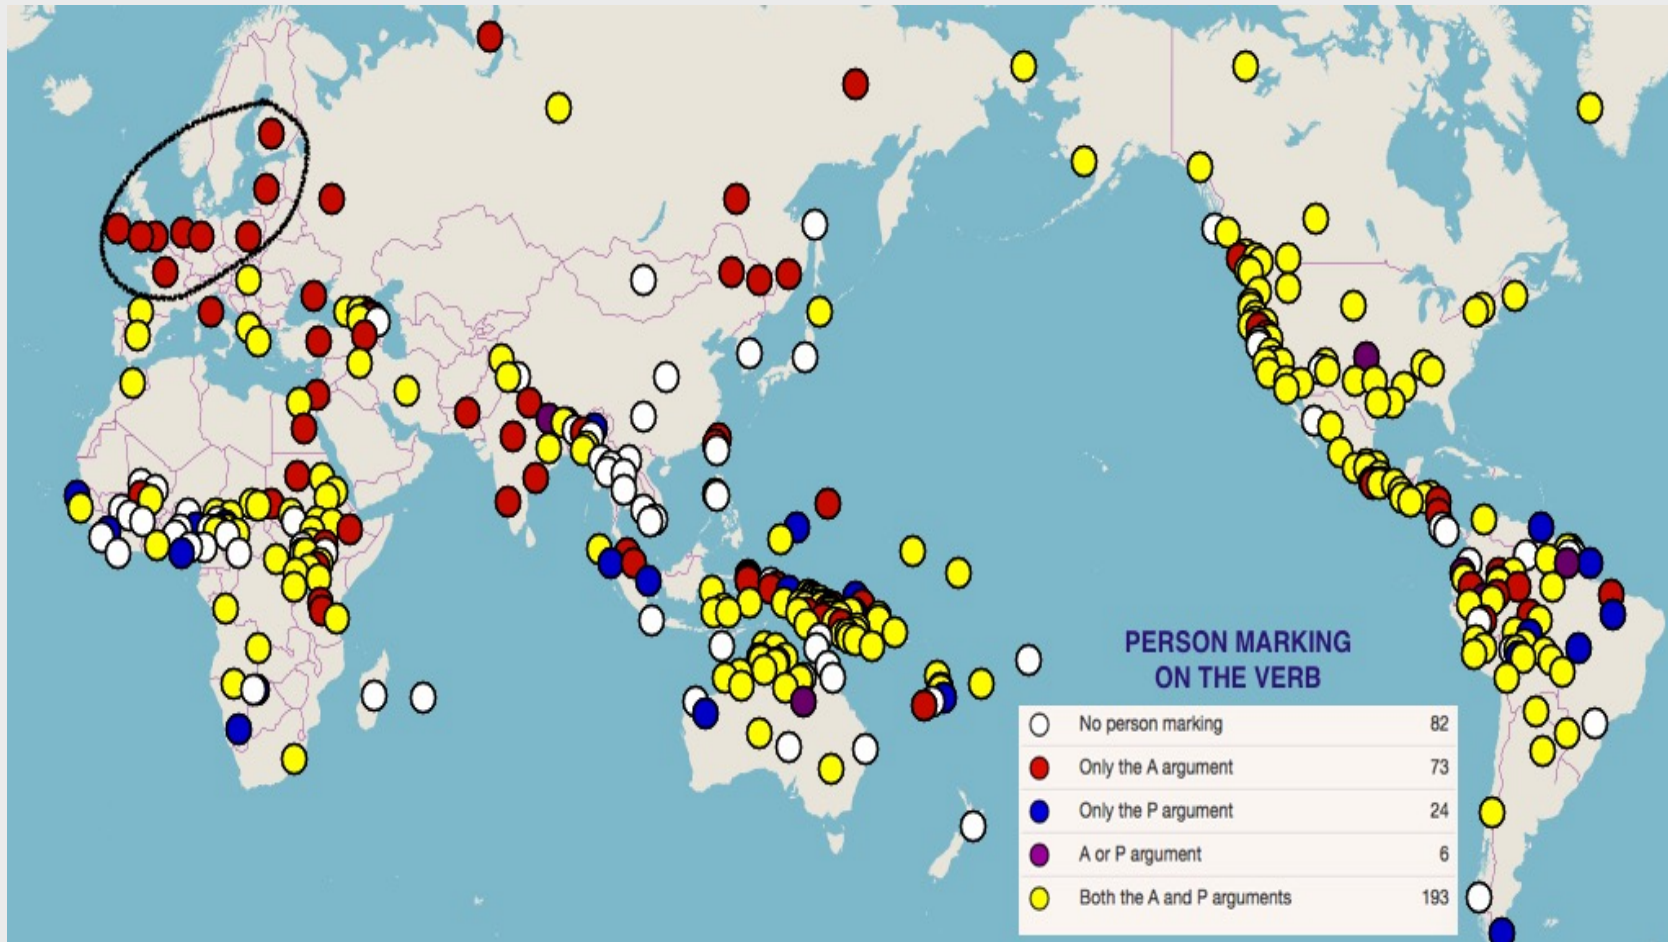 PERSON MARKING
ON THE VERB
No person marking 82
Only the A argument 73
Only the P argument 24
A or P argument 6
Both the A and P arguments 193